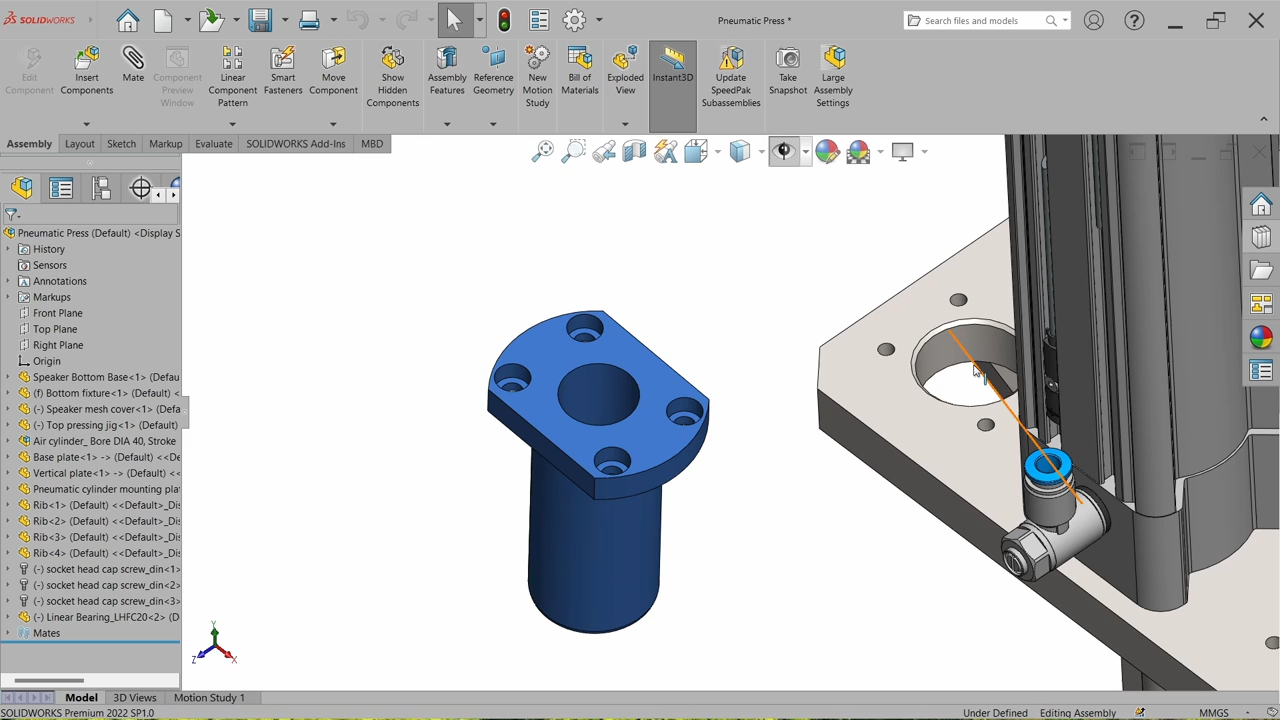 SOLIDWORKS
Pneumatic Press *
Search files and models
Edit Component
Insert Components
Mate
Component Preview Window
Linear Component Pattern
Smart Fasteners
Move Component
Show Hidden Components
Assembly Features
Reference Geometry
New Motion Study
Bill of Materials
Exploded View
Instant3D
Update SpeedPak Subassemblies
Take Snapshot
Large Assembly Settings
Assembly Layout Sketch Markup Evaluate SOLIDWORKS Add-Ins MBD
Pneumatic Press (Default) <Display S
History
Sensors
Annotations
Markups
Front Plane
Top Plane
Right Plane
Origin
Speaker Bottom Base<1> (Defau
(f) Bottom fixture<1> (Default) <
(-) Speaker mesh cover<1> (Defa
(-) Top pressing jig<1> (Default)
Air cylinder_ Bore DIA 40, Stroke
Base plate<1> -> (Default) <<De
Vertical plate<1> -> (Default) <<
Pneumatic cylinder mounting plat
Rib<1> (Default) <<Default>_Dis
Rib<2> (Default) <<Default>_Dis
Rib<3> (Default) <<Default>_Dis
Rib<4> (Default) <<Default>_Dis
(-) socket head cap screw_din<1>
(-) socket head cap screw_din<2>
(-) socket head cap screw_din<3>
(-) Linear Bearing_LHFC20<2> (D
Mates
Y
Z X
Model 3D Views Motion Study 1
SOLIDWORKS Premium 2022 SP1.0 Under Defined Editing Assembly MMGS